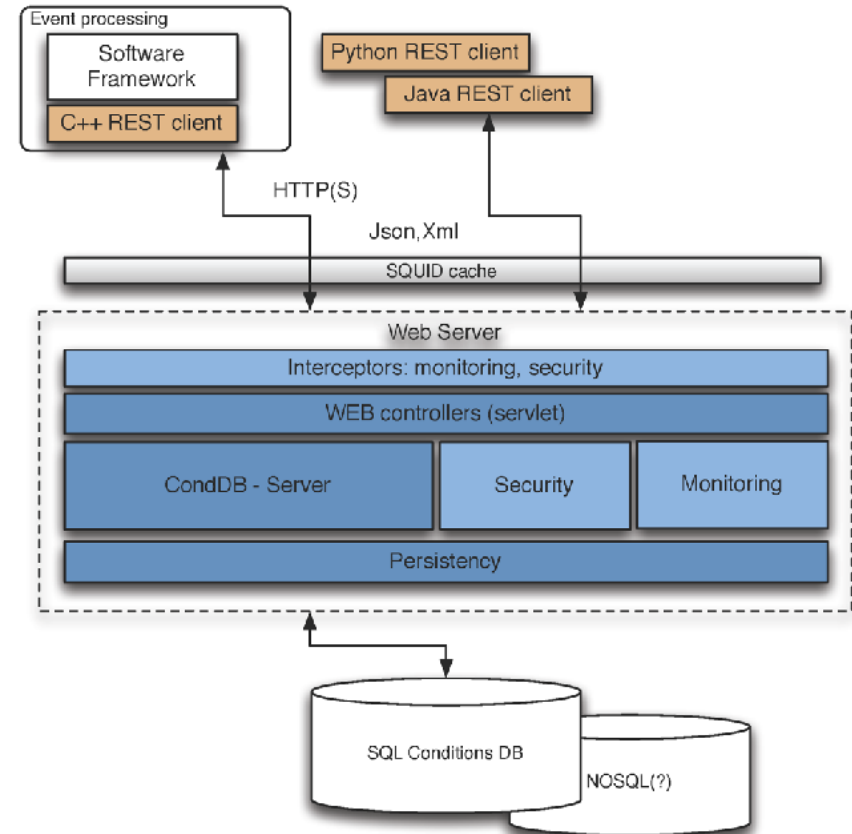 Event processing
Software
Framework
C++ REST client
Python REST client
Java REST client
HTTP(S)
Json,Xml
SQUID cache
Web Server
Interceptors: monitoring, security
WEB controllers (servlet)
CondDB - Server
Security
Monitoring
Persistency
SQL Conditions DB
NOSQL(?)